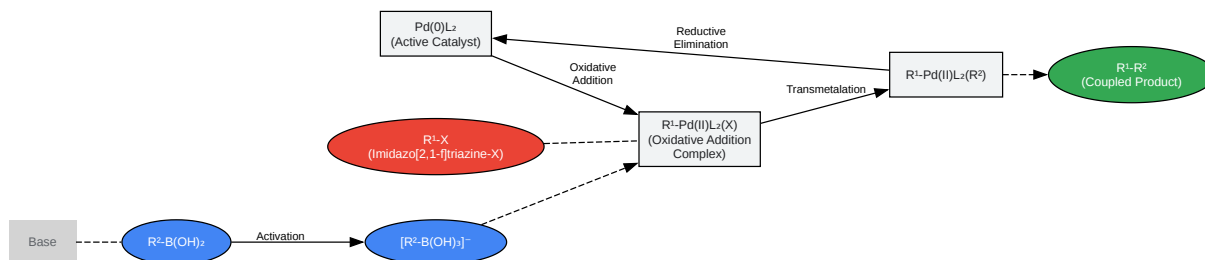 Pd(0)L₂
(Active Catalyst)
Reductive
Elimination
R¹-Pd(II)L₂(R²)
R¹-R²
(Coupled Product)
Oxidative
Addition
Transmetalation
R¹-Pd(II)L₂(X)
(Oxidative Addition
Complex)
R¹-X
(Imidazo[2,1-f]triazine-X)
Base
R²-B(OH)₂
Activation
[R²-B(OH)₃]⁻